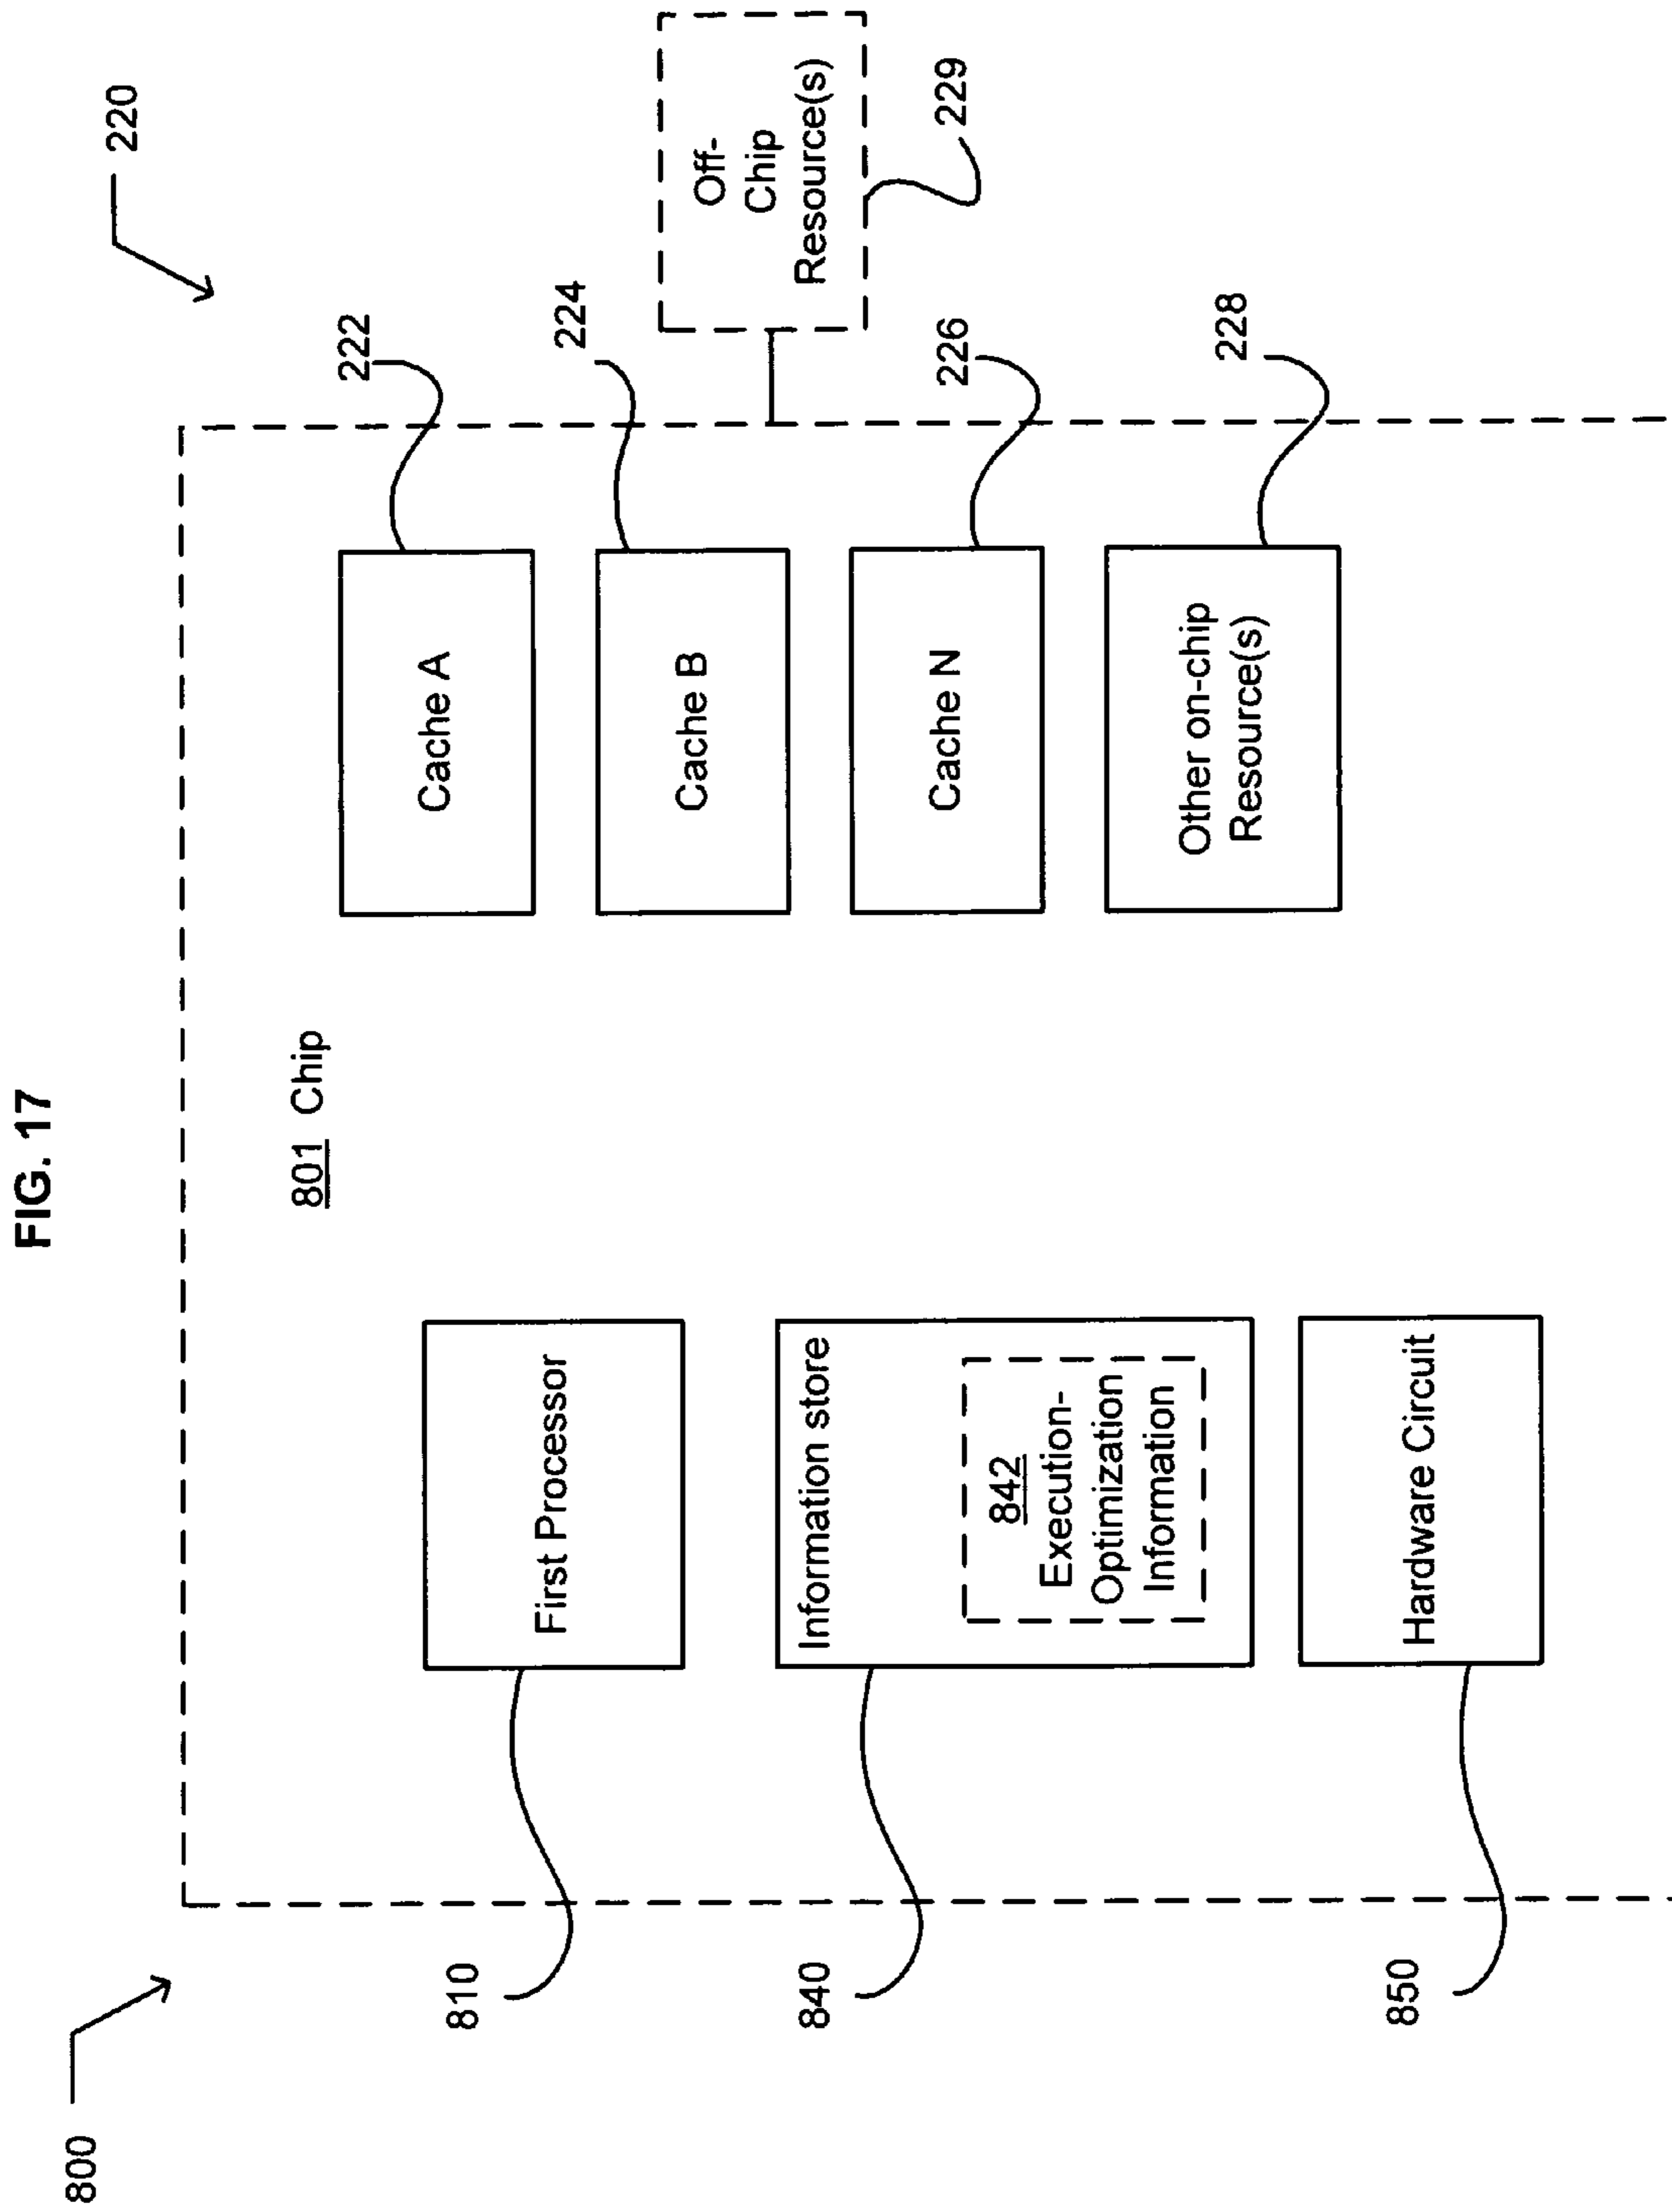 FIG. 17
800
220
801 Chip
810
First Processor
840
Information store
842
Execution-
Optimization
Information
850
Hardware Circuit
Cache A
222
Cache B
224
Cache N
226
Other on-chip
Resource(s)
228
Off-
Chip
Resource(s)
229